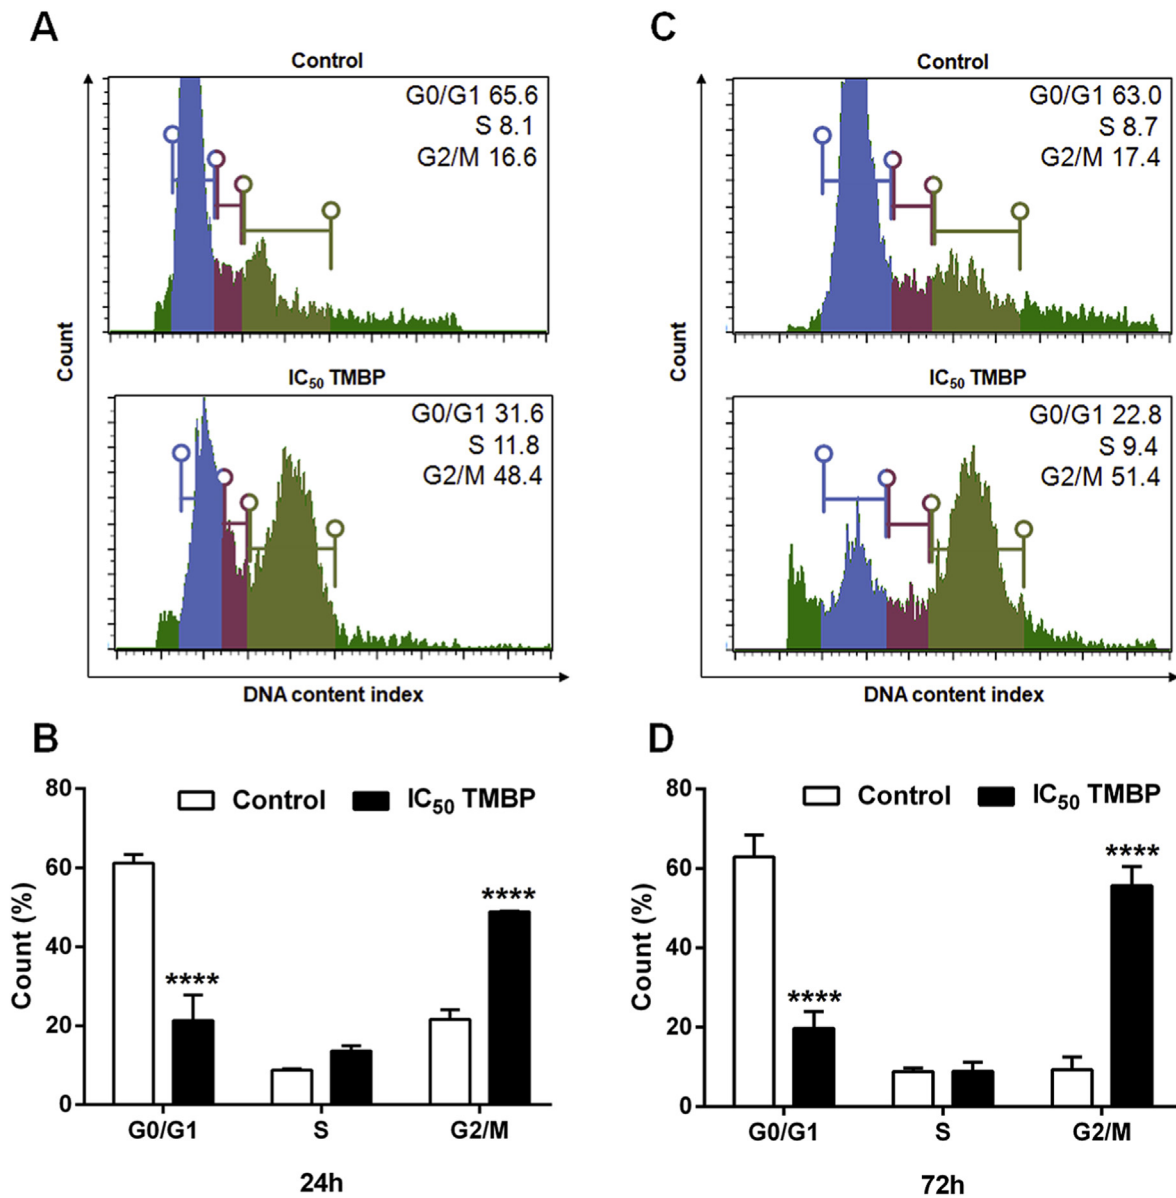 A
Control
G0/G1 65.6
S 8.1
G2/M 16.6
IC50 TMBP
G0/G1 31.6
S 11.8
G2/M 48.4
Count
DNA content index
C
Control
G0/G1 63.0
S 8.7
G2/M 17.4
IC50 TMBP
G0/G1 22.8
S 9.4
G2/M 51.4
Count
DNA content index
B
Control IC50 TMBP
80
60
40
20
0
Count (%)
****
****
G0/G1 S G2/M
24h
D
Control IC50 TMBP
80
60
40
20
0
Count (%)
****
****
G0/G1 S G2/M
72h